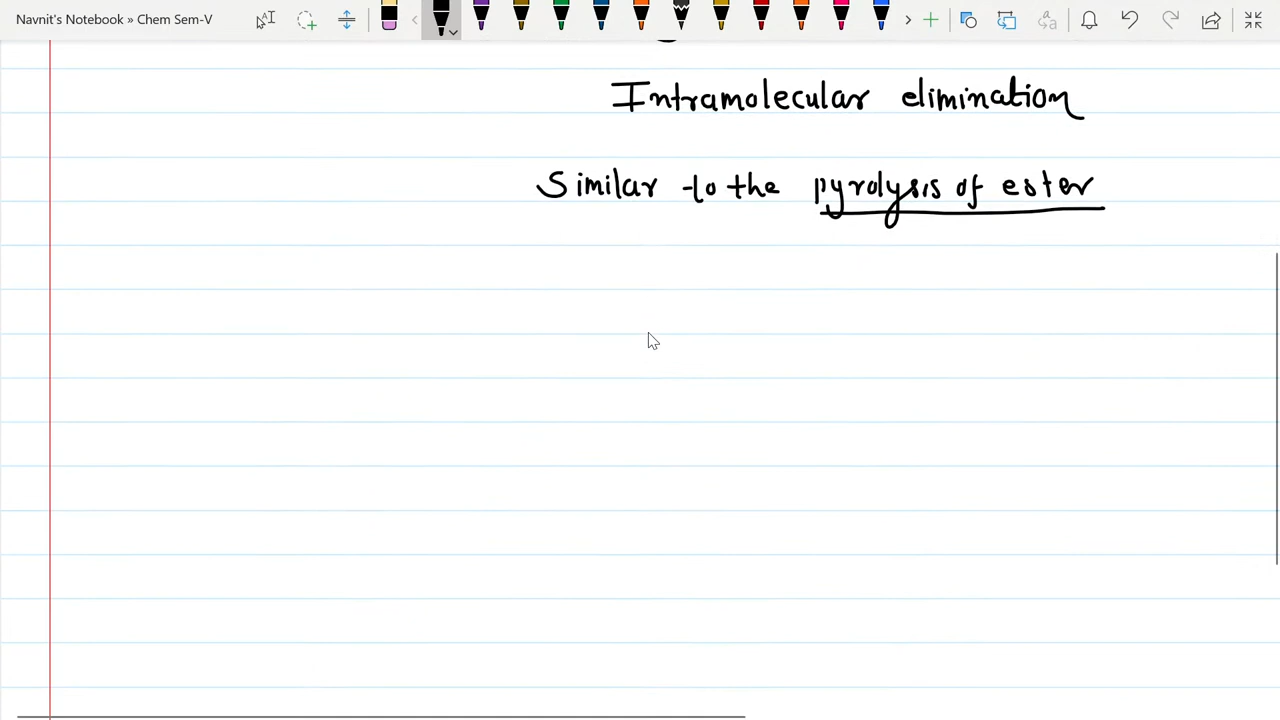 Navnit's Notebook » Chem Sem-V
Intramolecular elimination
Similar to the pyrolysis of ester